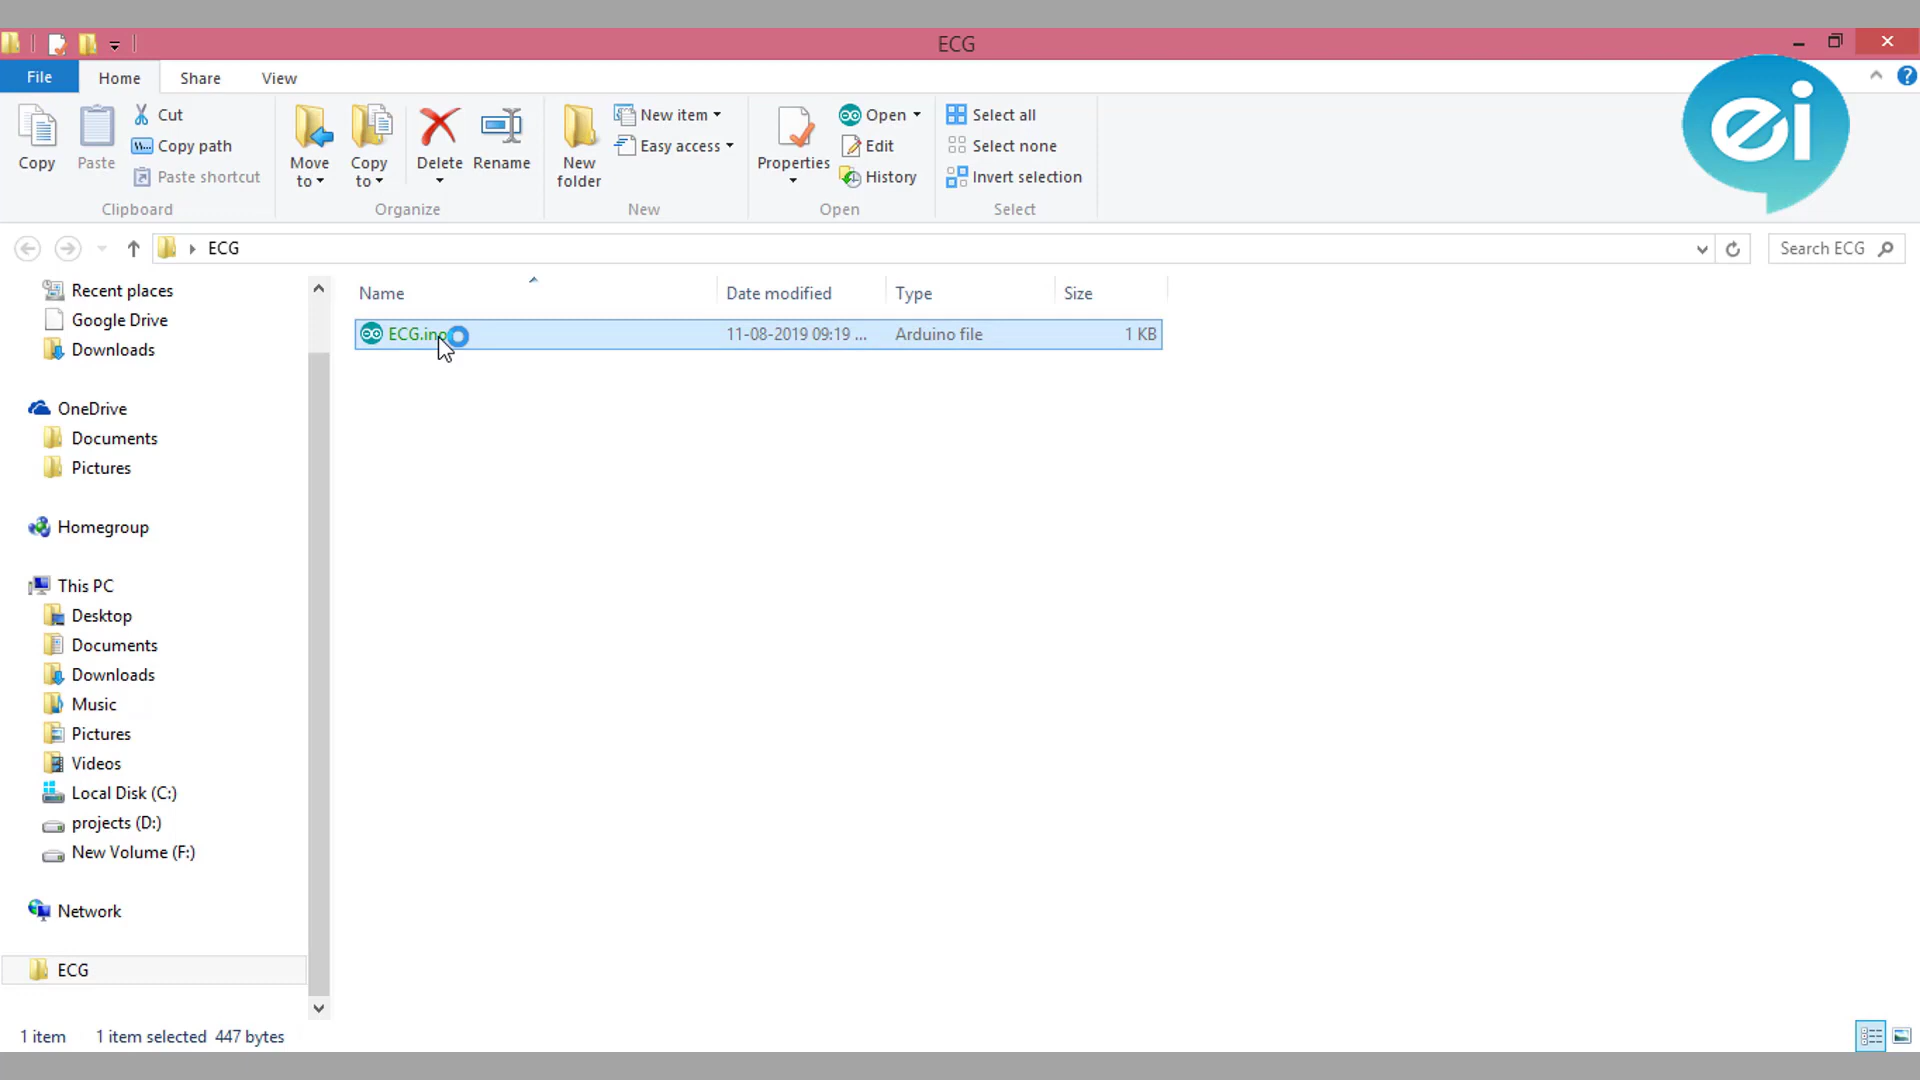 ECG
File Home Share View
ei
Copy
Paste
Cut
Copy path
Paste shortcut
Clipboard
Move to
Copy to
Delete
Rename
Organize
New folder
New item
Easy access
New
Properties
Open
Edit
History
Open
Select all
Select none
Invert selection
Select
ECG
Search ECG
Name Date modified Type Size
ECG.ino 11-08-2019 09:19 ... Arduino file 1 KB
Recent places
Google Drive
Downloads
OneDrive
Documents
Pictures
Homegroup
This PC
Desktop
Documents
Downloads
Music
Pictures
Videos
Local Disk (C:)
projects (D:)
New Volume (F:)
Network
ECG
1 item 1 item selected 447 bytes